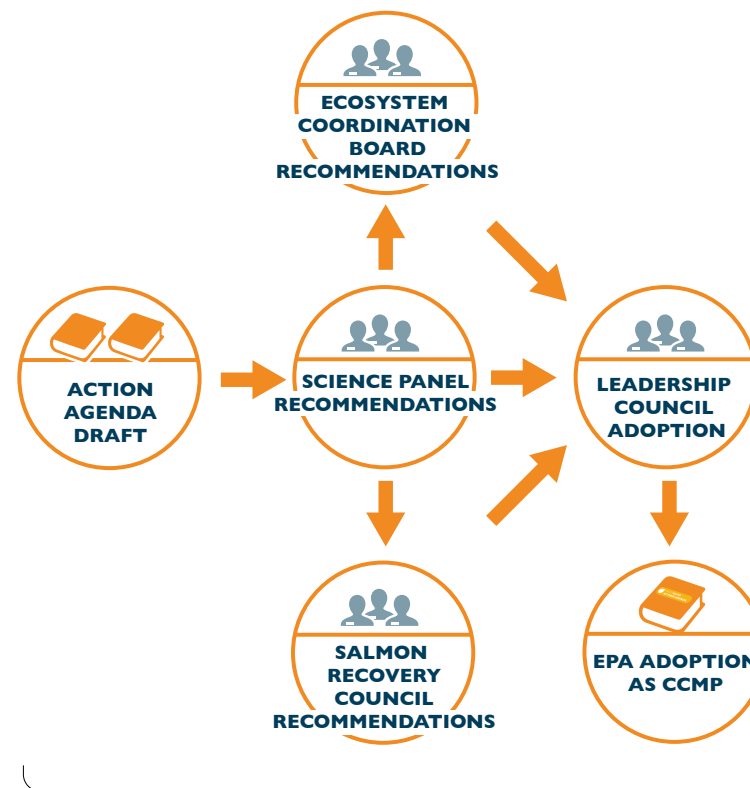 ECOSYSTEM
COORDINATION
BOARD
RECOMMENDATIONS
ACTION
AGENDA
DRAFT
SCIENCE PANEL
RECOMMENDATIONS
LEADERSHIP
COUNCIL
ADOPTION
SALMON
RECOVERY
COUNCIL
RECOMMENDATIONS
EPA ADOPTION
AS CCMP